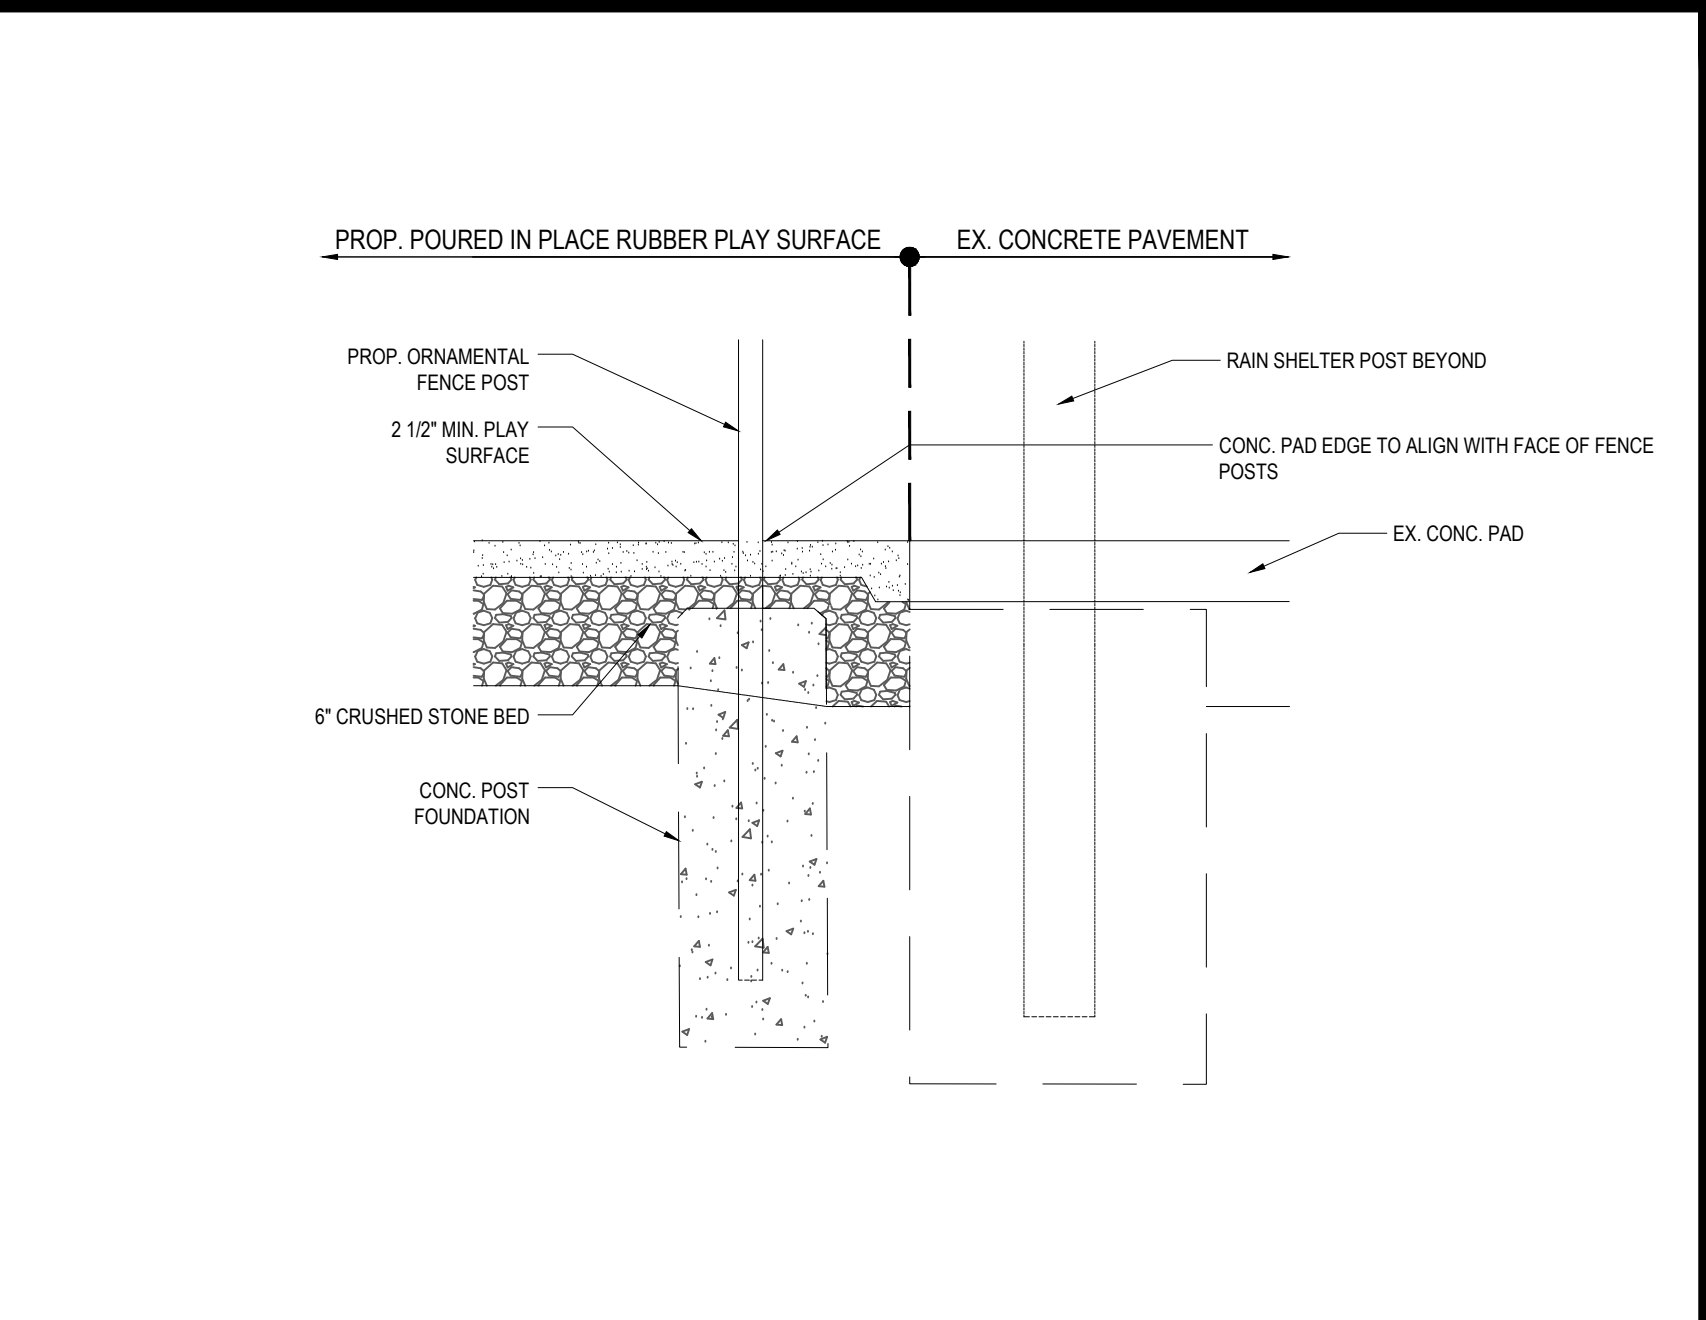 PROP. POURED IN PLACE RUBBER PLAY SURFACE
EX. CONCRETE PAVEMENT
PROP. ORNAMENTAL
FENCE POST
2 1/2" MIN. PLAY
SURFACE
6" CRUSHED STONE BED
CONC. POST
FOUNDATION
RAIN SHELTER POST BEYOND
CONC. PAD EDGE TO ALIGN WITH FACE OF FENCE
POSTS
EX. CONC. PAD